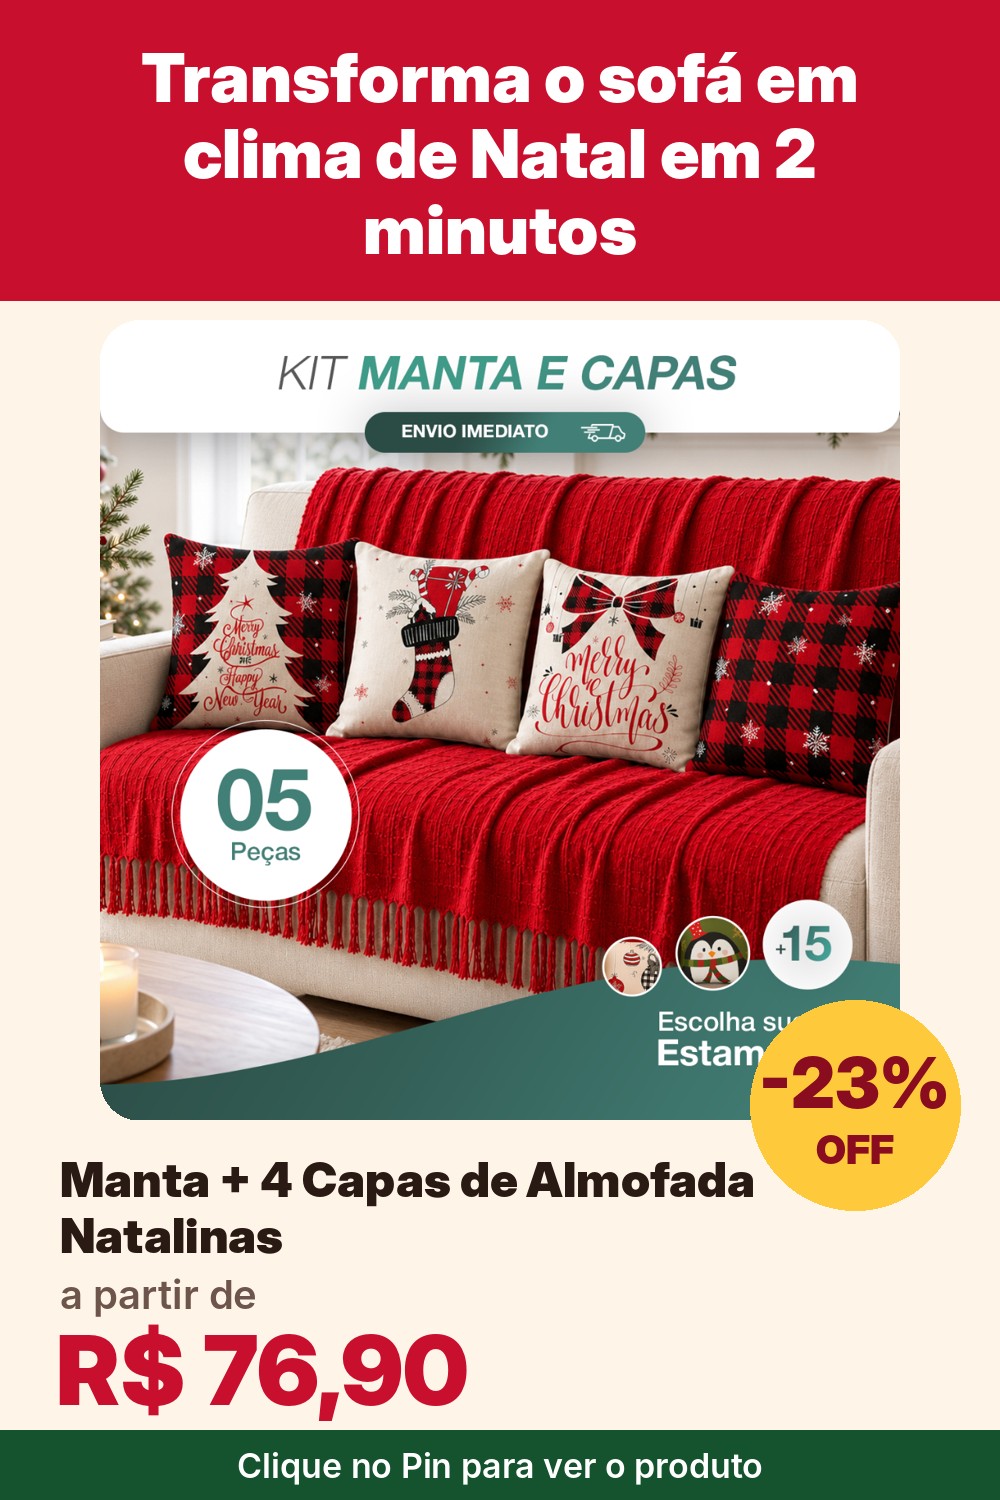 Transforma o sofá em
clima de Natal em 2
minutos
KIT MANTA E CAPAS
ENVIO IMEDIATO
Merry
Christmas
Happy
New Year
Merry
Christmas
05
Peças
+15
Escolha
-23%
OFF
Manta + 4 Capas de Almofada
Natalinas
a partir de
R$ 76,90
Clique no Pin para ver o produto